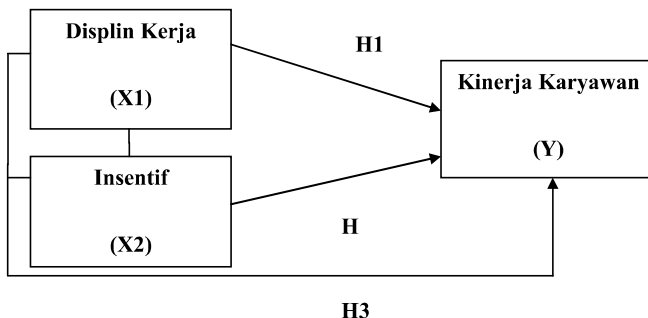 Displin Kerja
(X1)
H1
Kinerja Karyawan
(Y)
Insentif
(X2)
H
H3